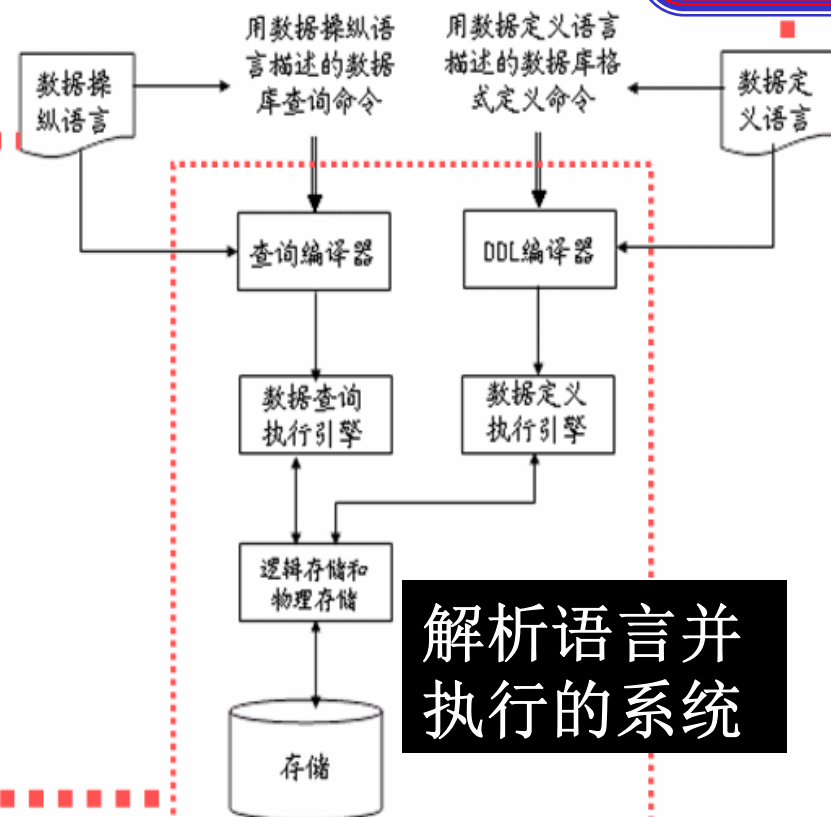 用数据操纵语
言描述的数据
库查询命令
用数据定义语言
描述的数据库格
式定义命令
数据操
纵语言
数据定
义语言
查询编译器
DDL编译器
数据查询
执行引擎
数据定义
执行引擎
逻辑存储和
物理存储
解析语言并
执行的系统
存储